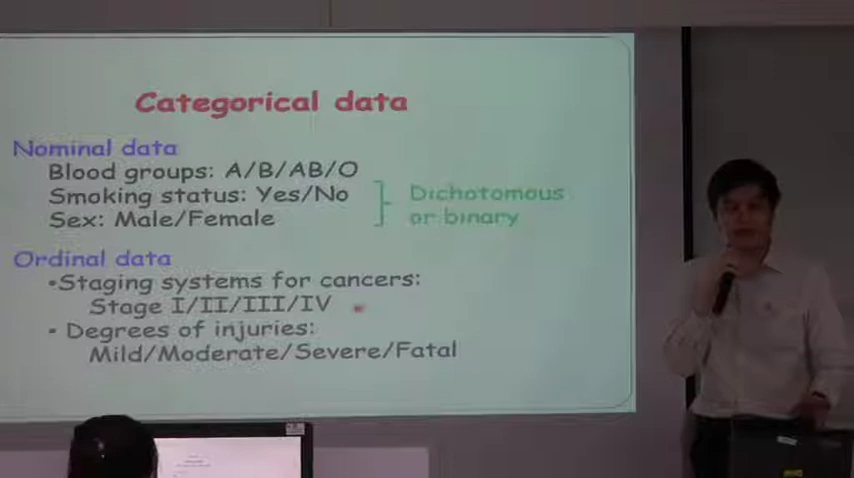 Categorical data
Nominal data
Blood groups: A/B/AB/O
Smoking status: Yes/No
Sex: Male/Female
Dichotomous
or binary
Ordinal data
•Staging systems for cancers:
Stage I/II/III/IV
• Degrees of injuries:
Mild/Moderate/Severe/Fatal